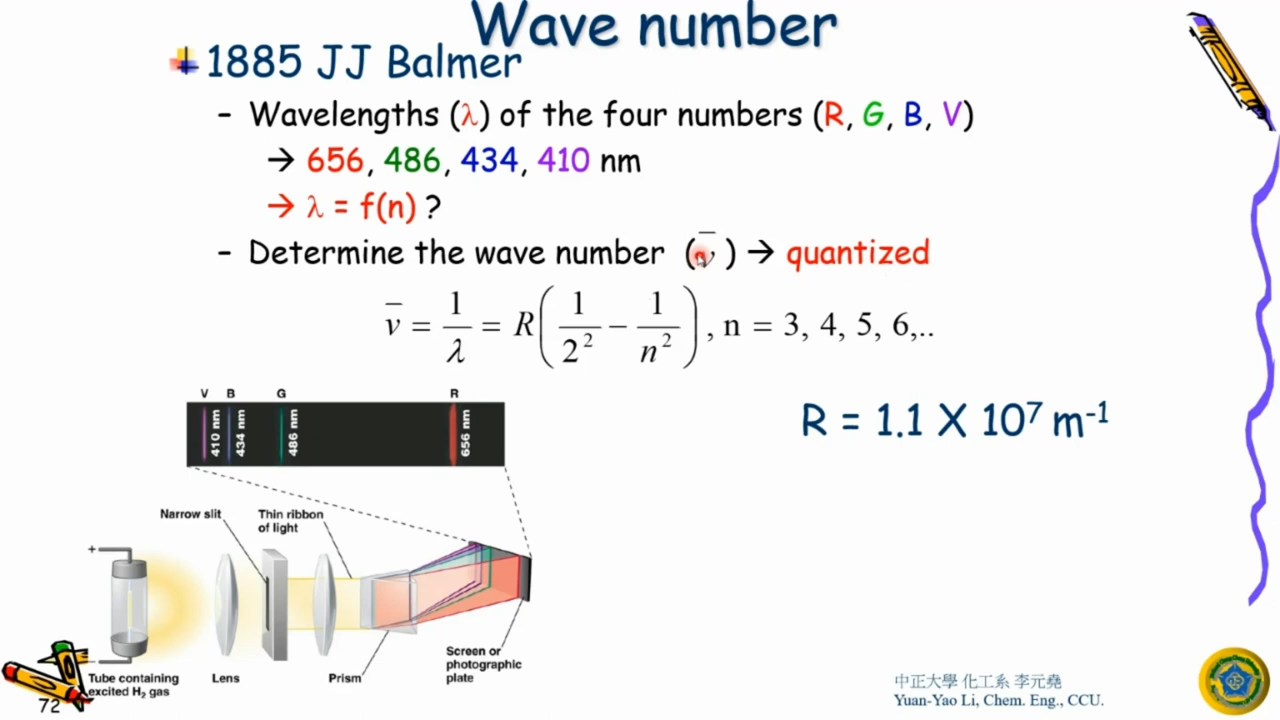 Wave number
1885 JJ Balmer
– Wavelengths (λ) of the four numbers (R, G, B, V)
→ 656, 486, 434, 410 nm
→ λ = f(n) ?
– Determine the wave number (ν̅) → quantized
ν̅ = 1/λ = R(1/2² − 1/n²), n = 3, 4, 5, 6,..
R = 1.1 X 10⁷ m⁻¹
V B G R
410 nm
434 nm
486 nm
656 nm
Narrow slit
Thin ribbon
of light
+
–
Tube containing
excited H₂ gas
Lens
Prism
Screen or
photographic
plate
72
中正大學 化工系 李元堯
Yuan-Yao Li, Chem. Eng., CCU.